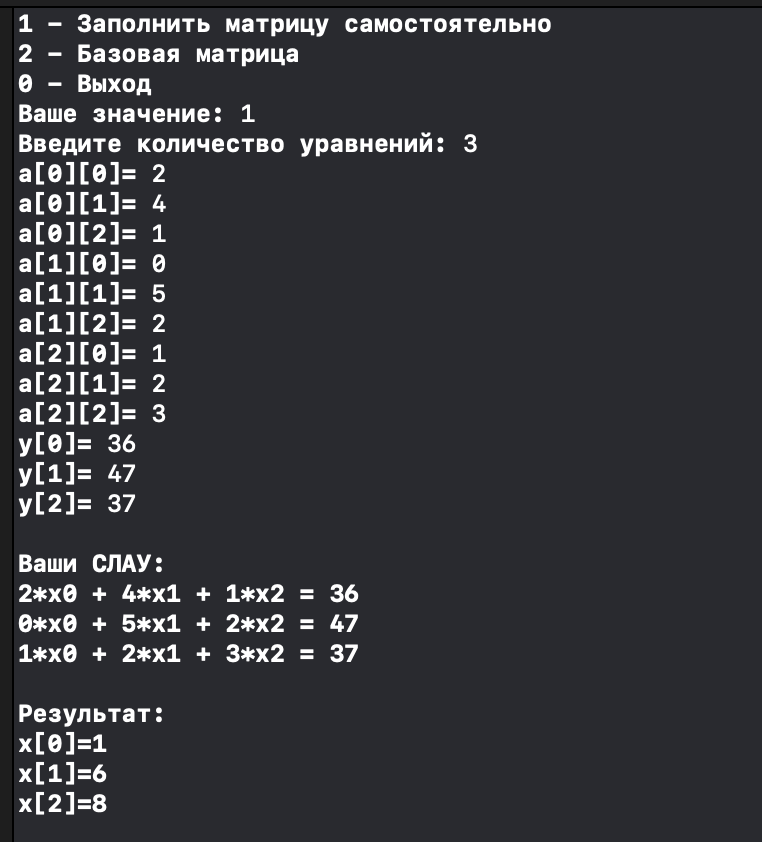 1 – Заполнить матрицу самостоятельно
2 – Базовая матрица
0 – Выход
Ваше значение: 1
Введите количество уравнений: 3
a[0][0]= 2
a[0][1]= 4
a[0][2]= 1
a[1][0]= 0
a[1][1]= 5
a[1][2]= 2
a[2][0]= 1
a[2][1]= 2
a[2][2]= 3
y[0]= 36
y[1]= 47
y[2]= 37
Ваши СЛАУ:
2*x0 + 4*x1 + 1*x2 = 36
0*x0 + 5*x1 + 2*x2 = 47
1*x0 + 2*x1 + 3*x2 = 37
Результат:
x[0]=1
x[1]=6
x[2]=8